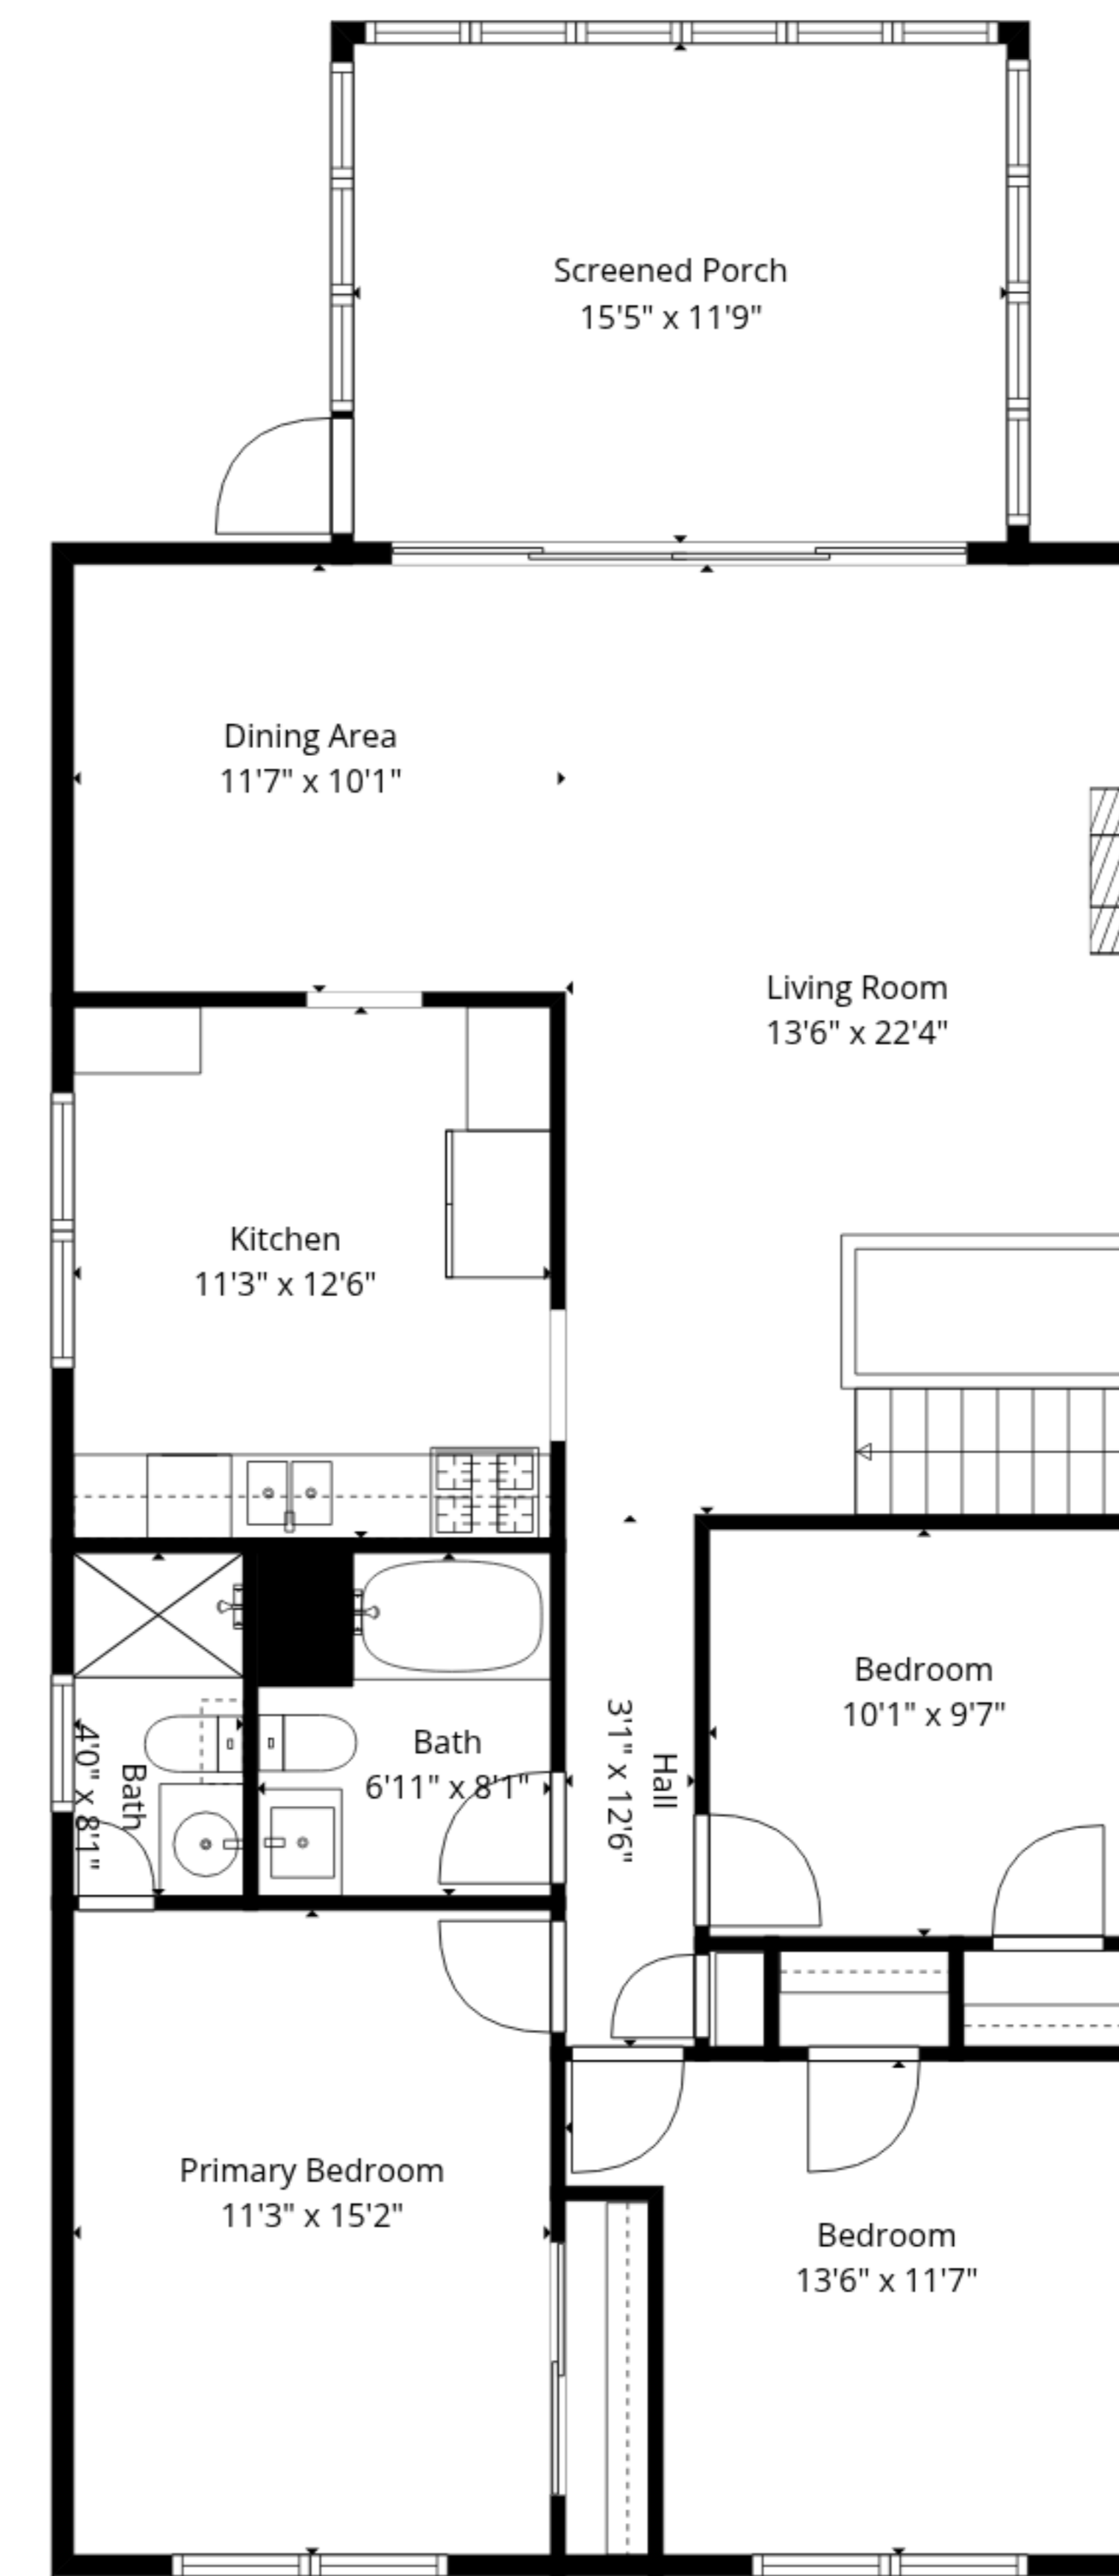 Screened Porch
15'5" x 11'9"
Dining Area
11'7" x 10'1"
Living Room
13'6" x 22'4"
Kitchen
11'3" x 12'6"
Bedroom
10'1" x 9'7"
Bath
6'11" x 8'1"
Hall
3'1" x 12'6"
Bath
4'0" x 8'1"
Primary Bedroom
11'3" x 15'2"
Bedroom
13'6" x 11'7"